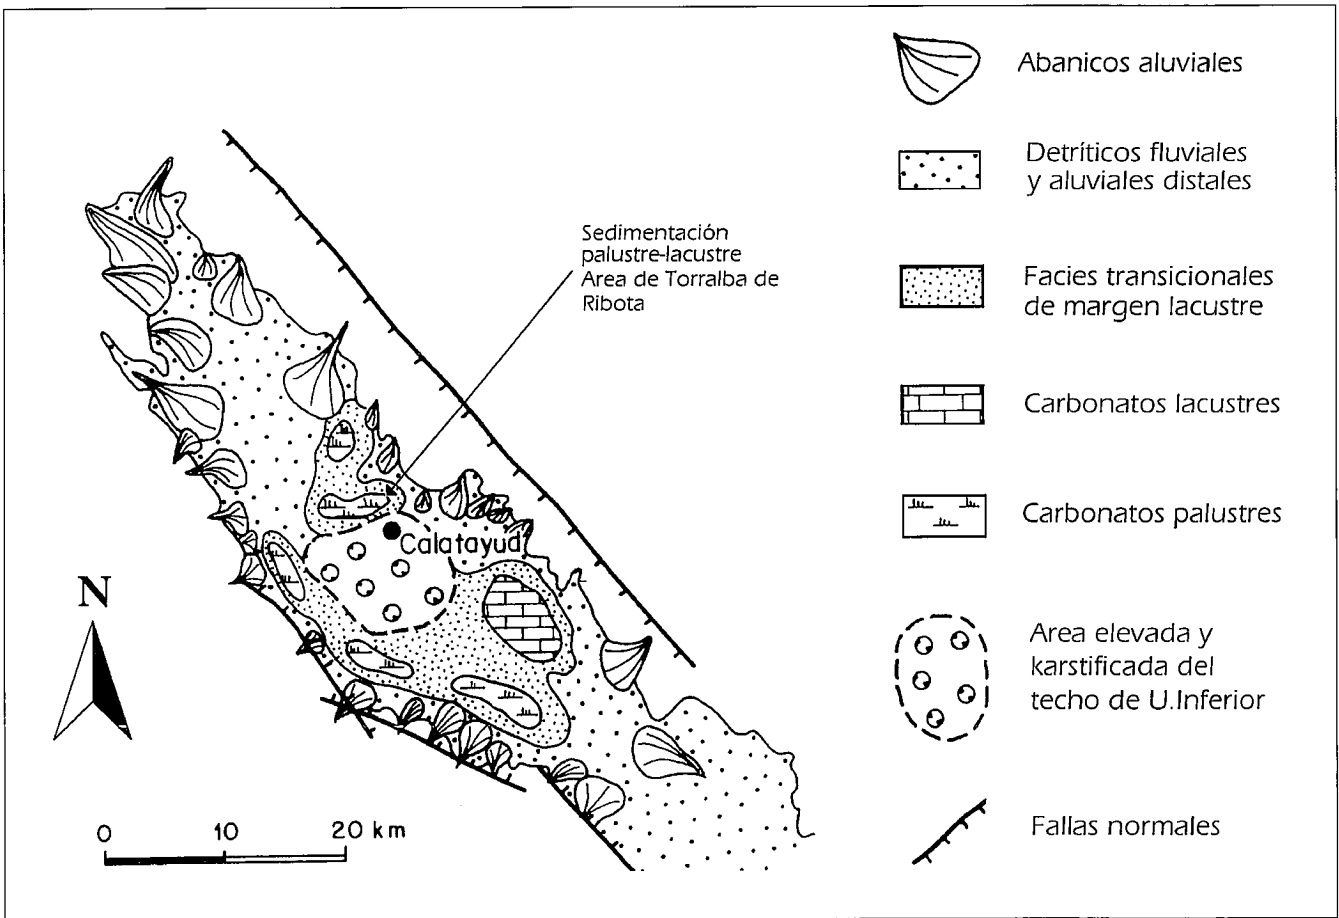 Abanicos aluviales
Detríticos fluviales
y aluviales distales
Sedimentación
palustre-lacustre
Area de Torralba de
Ribota
Facies transicionales
de margen lacustre
Carbonatos lacustres
Carbonatos palustres
Calatayud
N
Area elevada y
karstificada del
techo de U.Inferior
Fallas normales
0 10 20 km